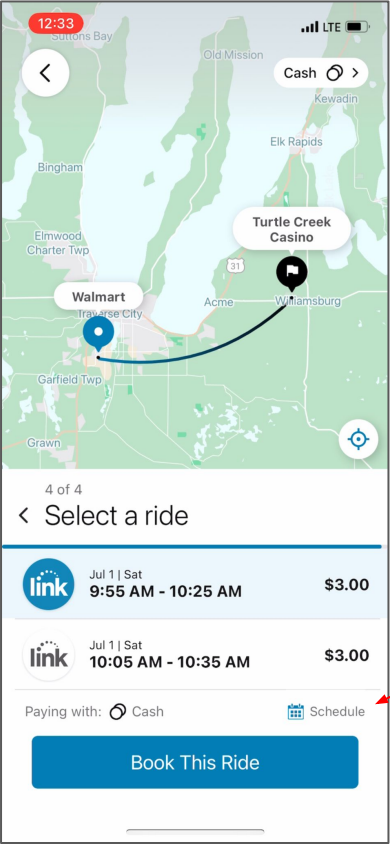 12:33
LTE
Suttons Bay
Old Mission
Cash
Kewadin
Elk Rapids
Bingham
Turtle Creek
Casino
Elmwood
Charter Twp
31
Walmart
Acme
Williamsburg
Traverse City
Garfield Twp
Grawn
4 of 4
Select a ride
link
Jul 1 | Sat
9:55 AM - 10:25 AM
$3.00
link
Jul 1 | Sat
10:05 AM - 10:35 AM
$3.00
Paying with: Cash
Schedule
Book This Ride